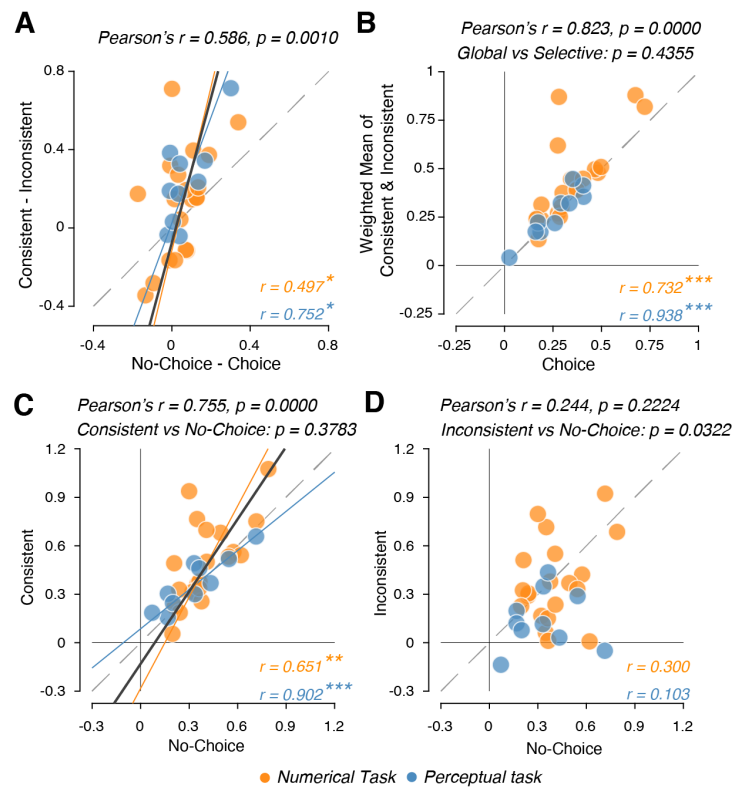 A
Pearson's r = 0.586, p = 0.0010
0.8
0.4
0
-0.4
Consistent - Inconsistent
r = 0.497*
r = 0.752*
-0.4 0 0.4 0.8
No-Choice - Choice
B
Pearson's r = 0.823, p = 0.0000
Global vs Selective: p = 0.4355
1
0.75
0.5
0.25
0
-0.25
Weighted Mean of
Consistent & Inconsistent
r = 0.732***
r = 0.938***
-0.25 0 0.25 0.5 0.75 1
Choice
C
Pearson's r = 0.755, p = 0.0000
Consistent vs No-Choice: p = 0.3783
1.2
0.9
0.6
0.3
0
-0.3
Consistent
r = 0.651**
r = 0.902***
-0.3 0 0.3 0.6 0.9 1.2
No-Choice
D
Pearson's r = 0.244, p = 0.2224
Inconsistent vs No-Choice: p = 0.0322
1.2
0.9
0.6
0.3
0
-0.3
Inconsistent
r = 0.300
r = 0.103
-0.3 0 0.3 0.6 0.9 1.2
No-Choice
Numerical Task Perceptual task